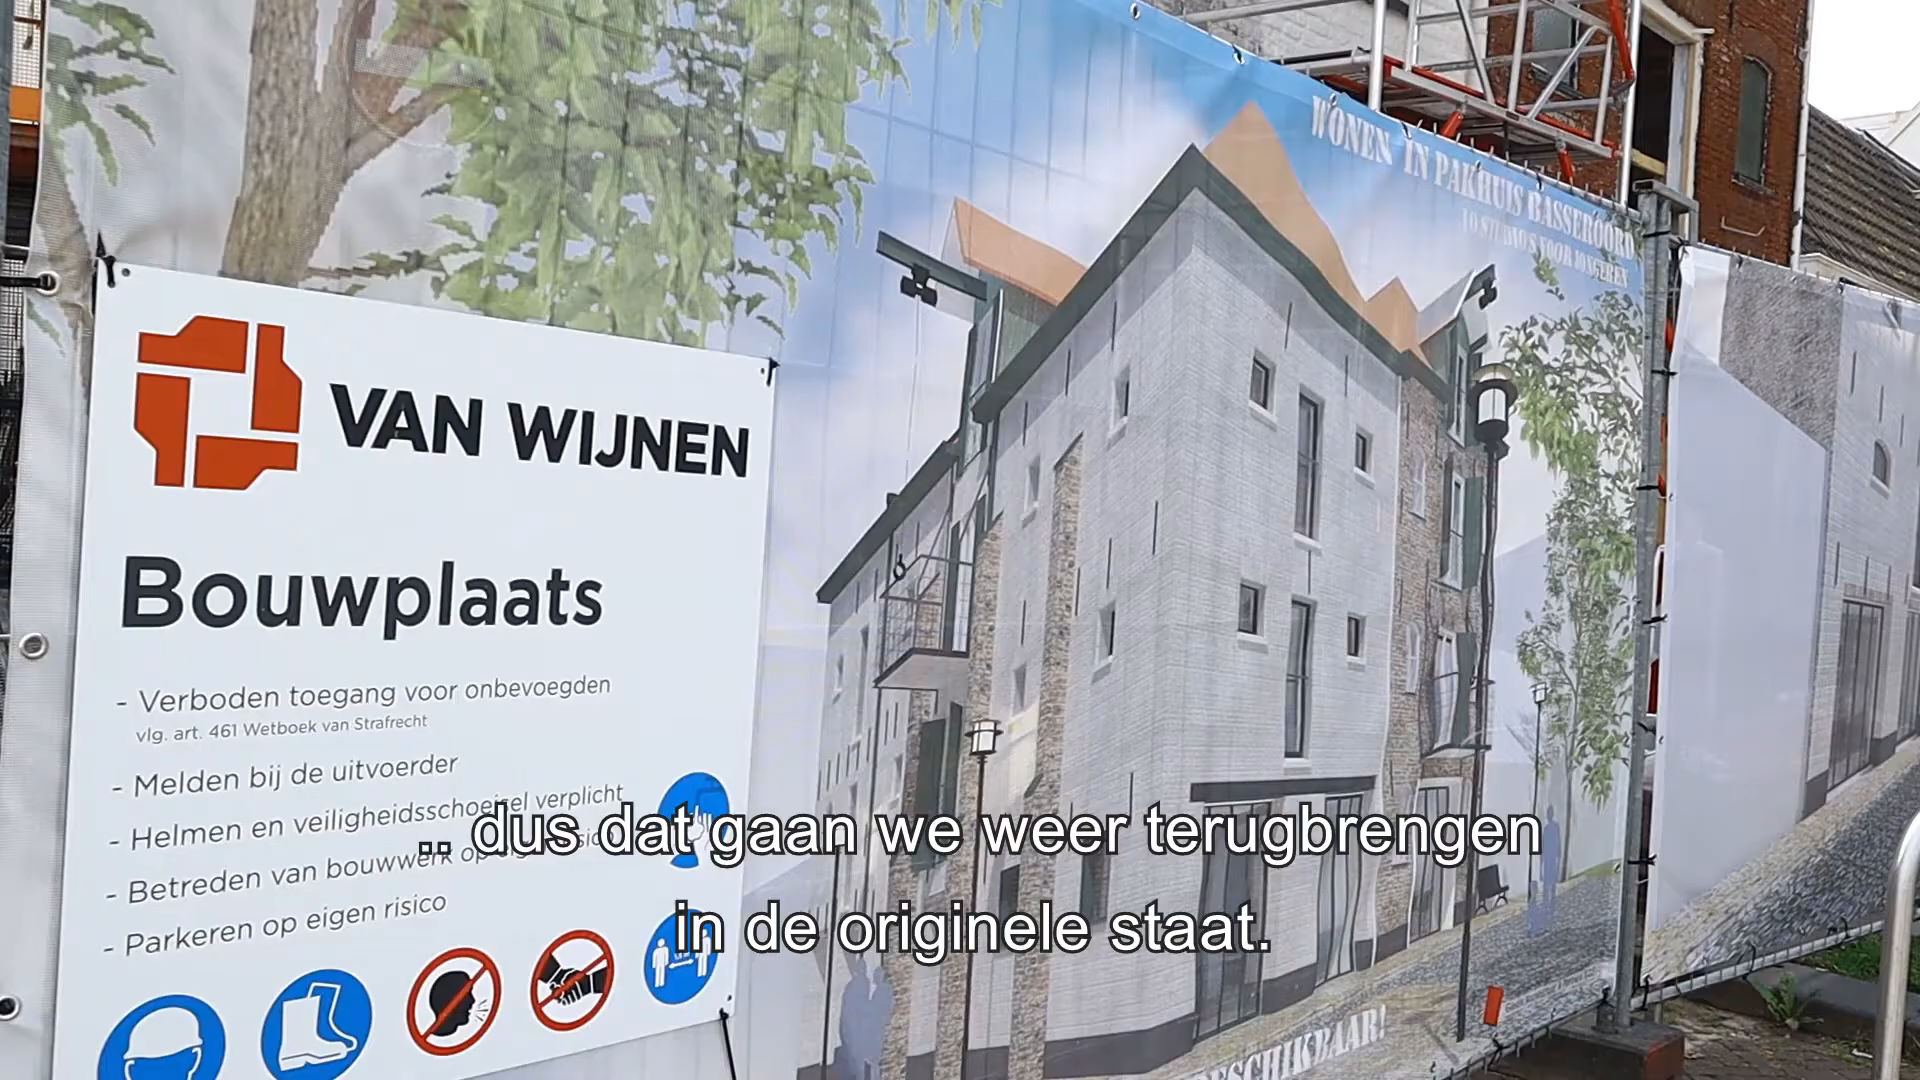 WONEN IN PAKHUIS BASSEROORD
10 STUDIO'S VOOR JONGEREN
VAN WIJNEN
Bouwplaats
- Verboden toegang voor onbevoegden
vlg. art. 461 Wetboek van Strafrecht
- Melden bij de uitvoerder
- Helmen en veiligheidsschoeisel verplicht
- Betreden van bouwwerk op eigen risico
- Parkeren op eigen risico
.. dus dat gaan we weer terugbrengen
in de originele staat.